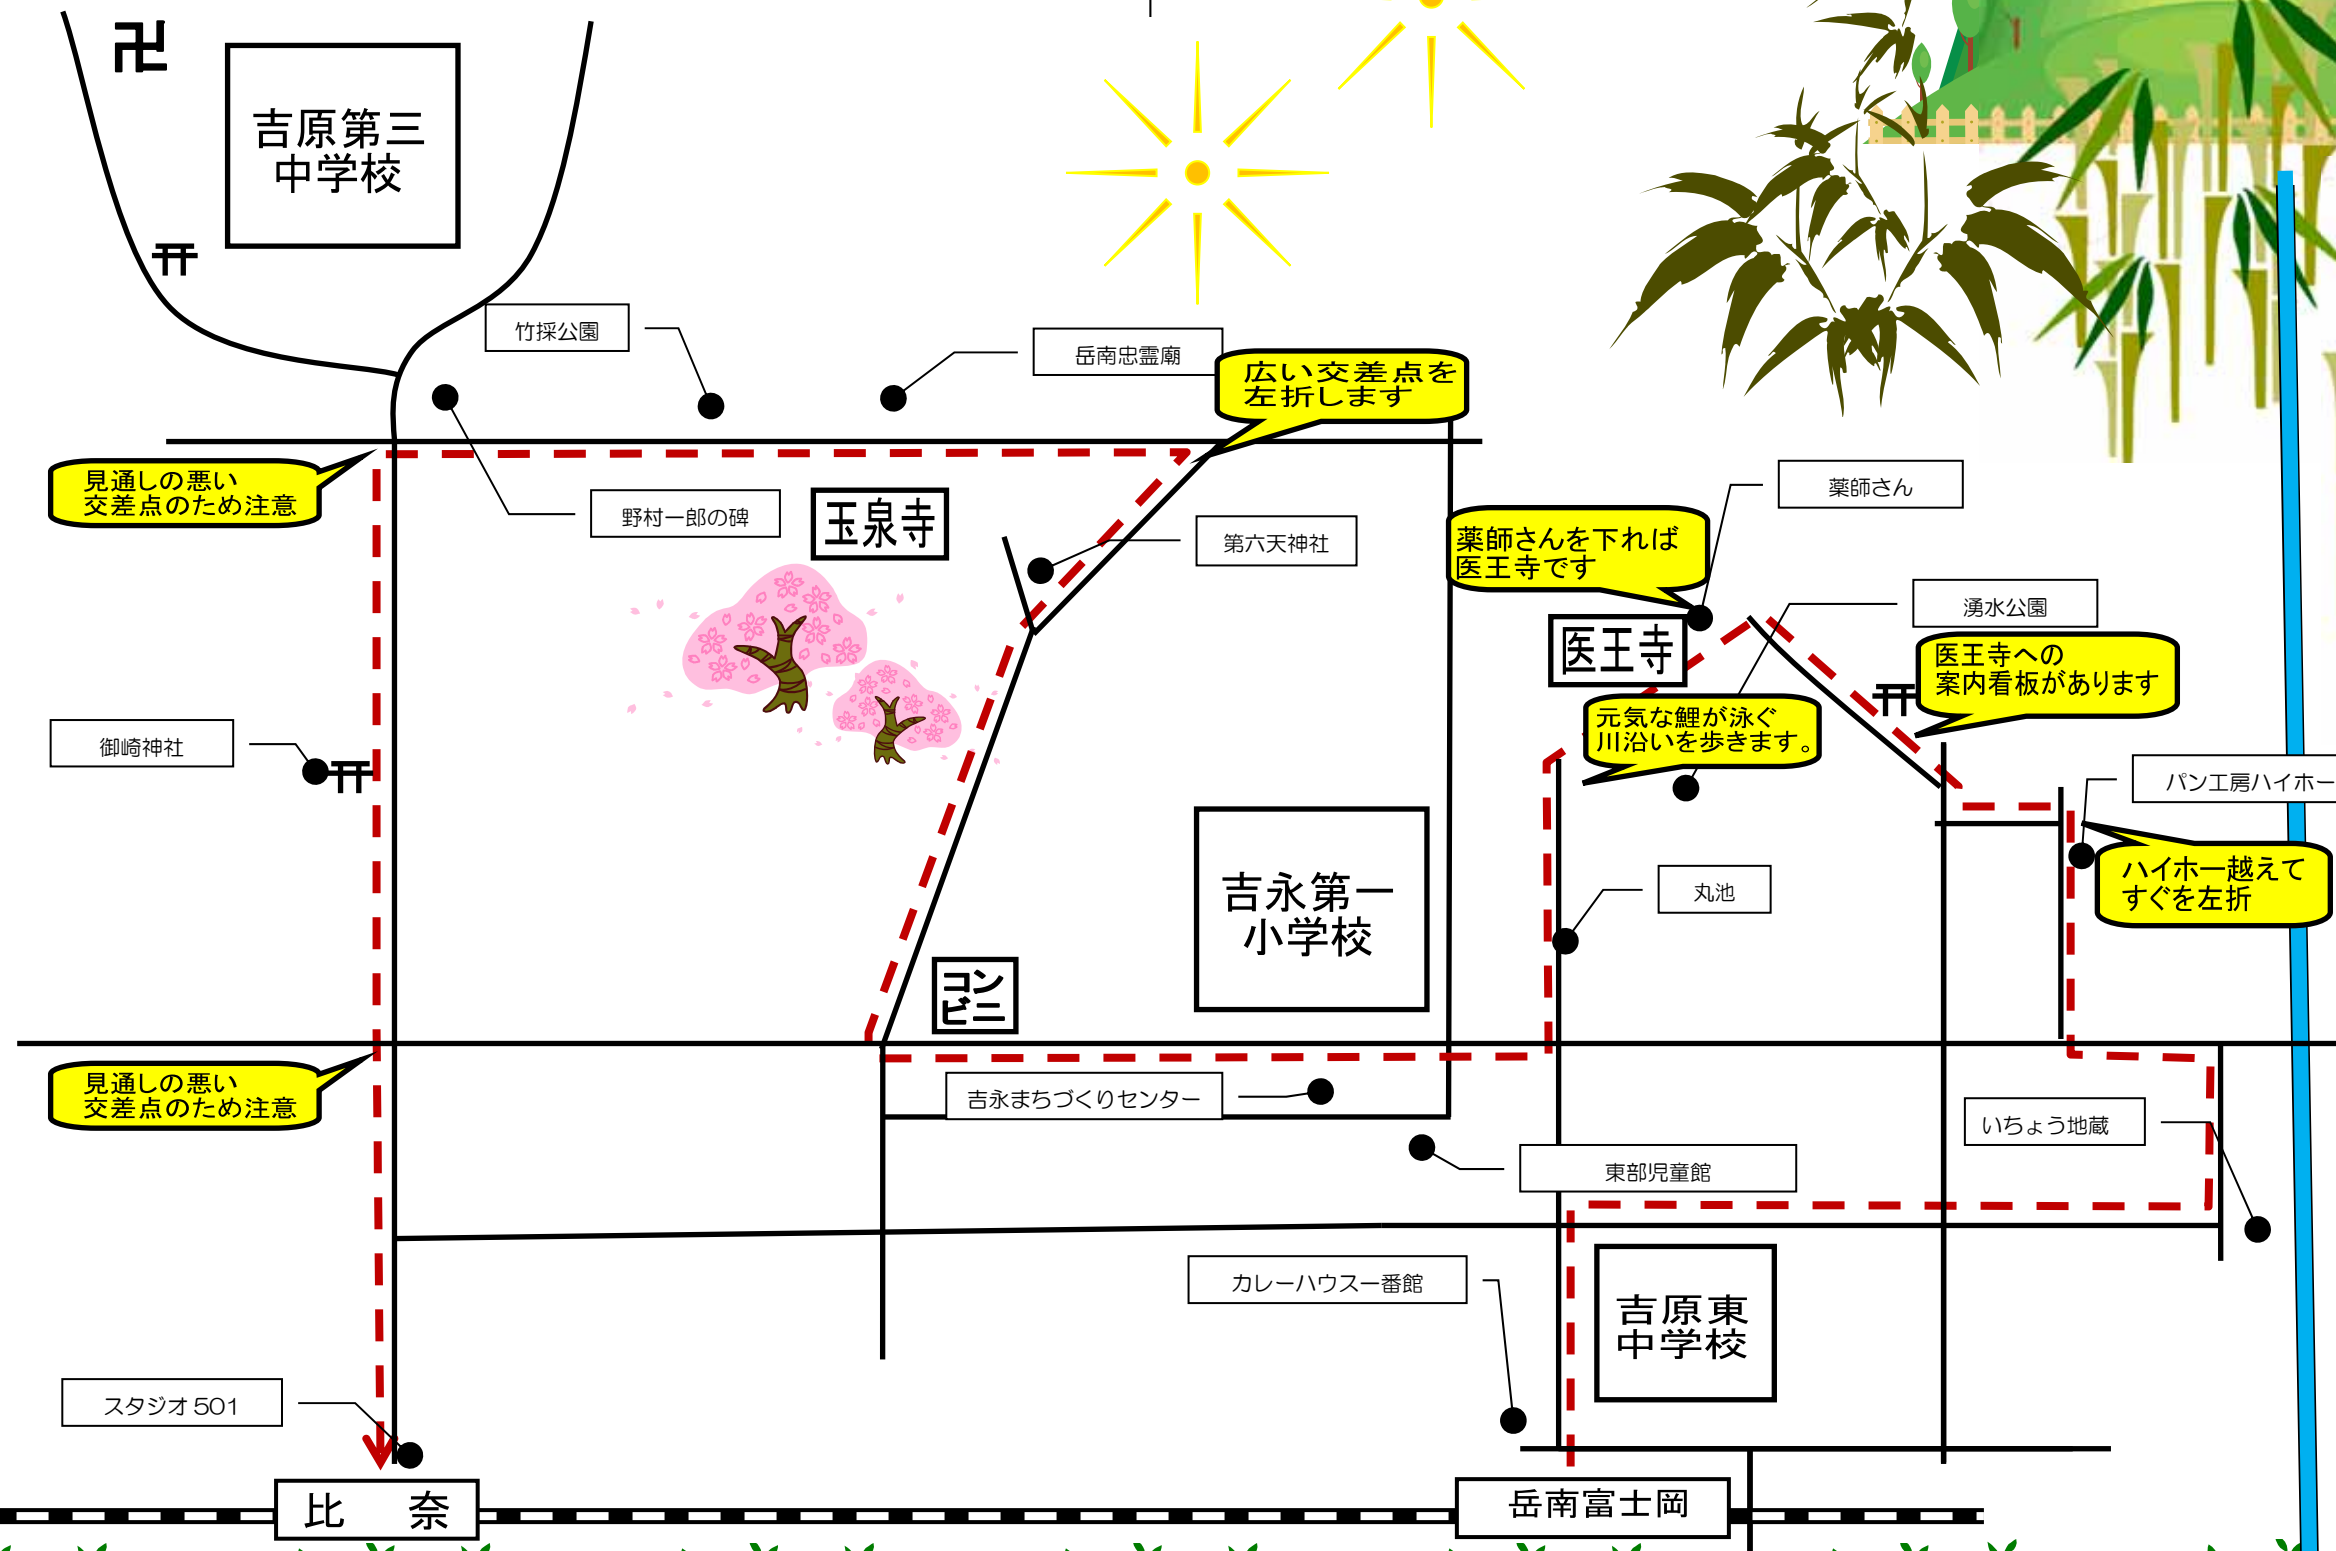 吉原第三
中学校
竹採公園
岳南忠霊廟
広い交差点を
左折します
見通しの悪い
交差点のため注意
野村一郎の碑
玉泉寺
第六天神社
薬師さん
薬師さんを下れば
医王寺です
湧水公園
医王寺
医王寺への
案内看板があります
元気な鯉が泳ぐ
川沿いを歩きます。
御崎神社
パン工房ハイホー
ハイホー越えて
すぐを左折
丸池
吉永第一
小学校
コン
ビニ
見通しの悪い
交差点のため注意
吉永まちづくりセンター
いちょう地蔵
東部児童館
カレーハウス一番館
吉原東
中学校
スタジオ501
比 奈
岳南富士岡